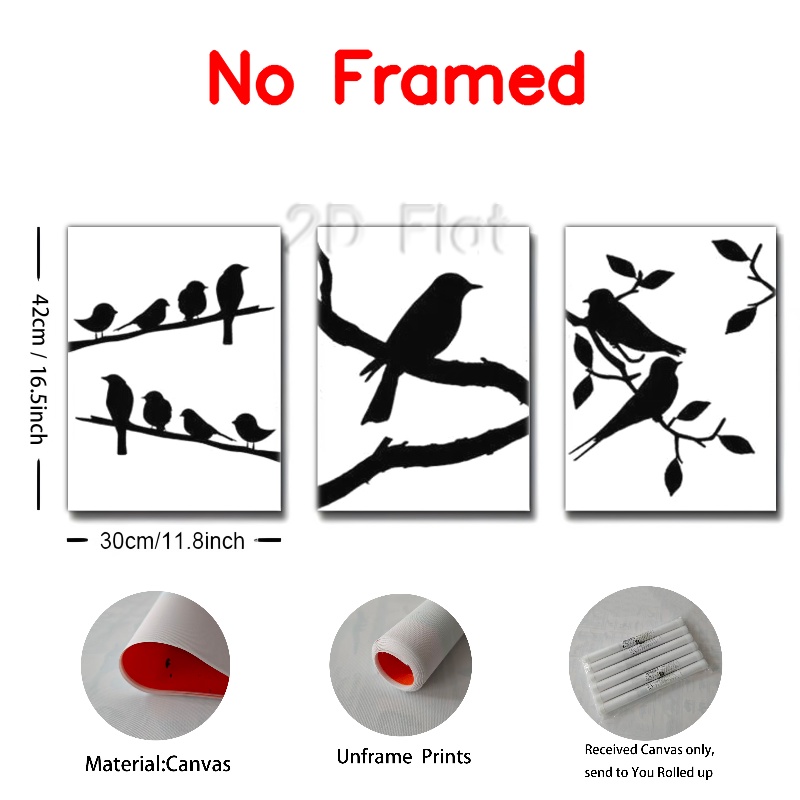 No Framed
2D Flat
42cm / 16.5inch
30cm/11.8inch
Material:Canvas
Unframe Prints
Received Canvas only,
send to You Rolled up